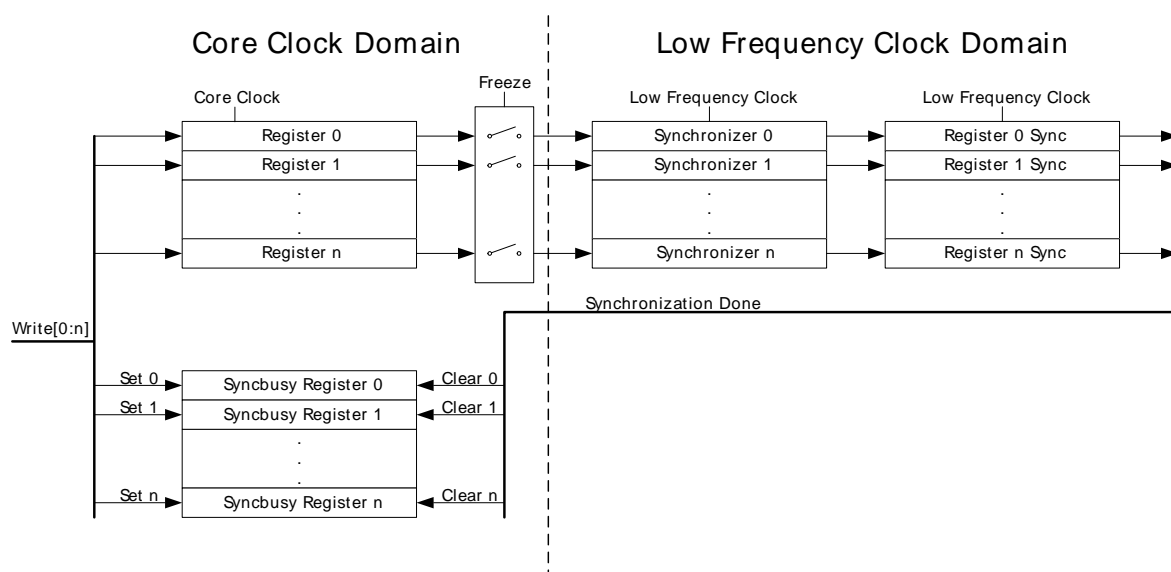 Core Clock Domain
Low Frequency Clock Domain
Freeze
Core Clock
Low Frequency Clock
Low Frequency Clock
Register 0
Synchronizer 0
Register 0 Sync
Register 1
Synchronizer 1
Register 1 Sync
.
.
.
.
.
.
.
.
.
Register n
Synchronizer n
Register n Sync
Synchronization Done
Write[0:n]
Set 0
Syncbusy Register 0
Clear 0
Set 1
Syncbusy Register 1
Clear 1
.
.
.
Set n
Syncbusy Register n
Clear n